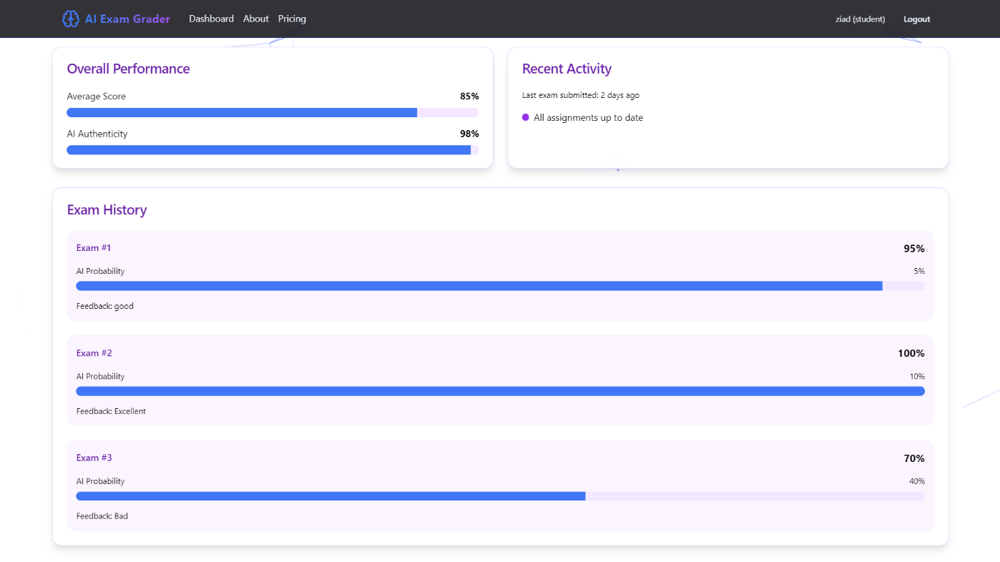 AI Exam Grader Dashboard About Pricing ziad (student) Logout
Overall Performance
Average Score 85%
AI Authenticity 98%
Recent Activity
Last exam submitted: 2 days ago
All assignments up to date
Exam History
Exam #1 95%
AI Probability 5%
Feedback: good
Exam #2 100%
AI Probability 10%
Feedback: Excellent
Exam #3 70%
AI Probability 40%
Feedback: Bad